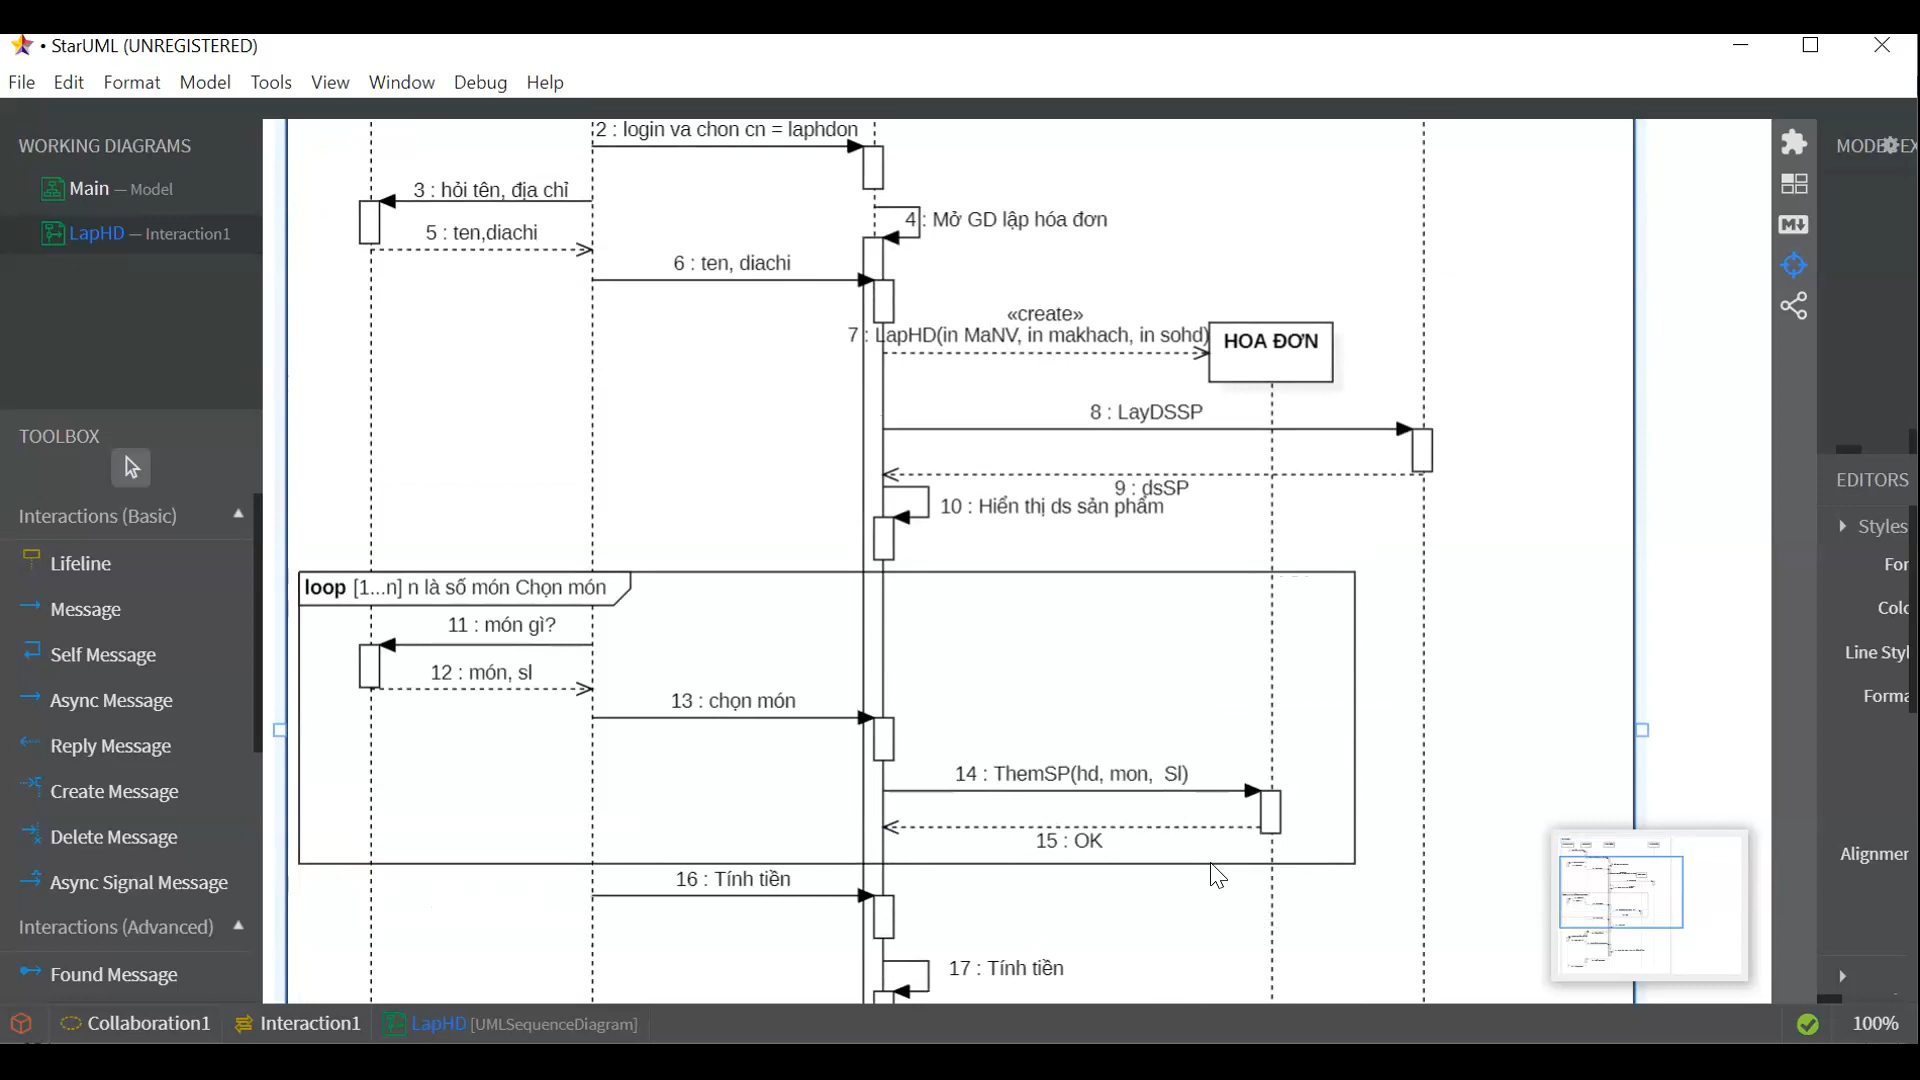 • StarUML (UNREGISTERED)
File Edit Format Model Tools View Window Debug Help
WORKING DIAGRAMS
Main — Model
LapHD — Interaction1
TOOLBOX
Interactions (Basic)
Lifeline
Message
Self Message
Async Message
Reply Message
Create Message
Delete Message
Async Signal Message
Interactions (Advanced)
Found Message
2 : login va chon cn = laphdon
3 : hỏi tên, địa chỉ
4 : Mở GD lập hóa đơn
5 : ten,diachi
6 : ten, diachi
«create»
7 : LapHD(in MaNV, in makhach, in sohd)
HOA ĐƠN
8 : LayDSSP
9 : dsSP
10 : Hiển thị ds sản phẩm
loop [1...n] n là số món Chọn món
11 : món gì?
12 : món, sl
13 : chọn món
14 : ThemSP(hd, mon, Sl)
15 : OK
16 : Tính tiền
17 : Tính tiền
M
EDITORS
Styles
Collaboration1 Interaction1 LapHD [UMLSequenceDiagram]
100%